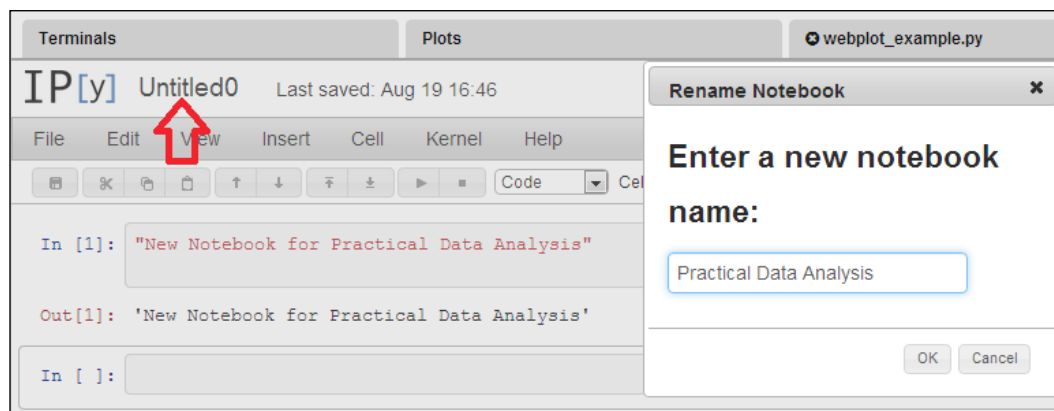 Terminals Plots webplot_example.py
IP[y] Untitled0 Last saved: Aug 19 16:46
File Edit View Insert Cell Kernel Help
Code Cel
In [1]: "New Notebook for Practical Data Analysis"
Out[1]: 'New Notebook for Practical Data Analysis'
In [ ]:
Rename Notebook
Enter a new notebook
name:
Practical Data Analysis
OK Cancel